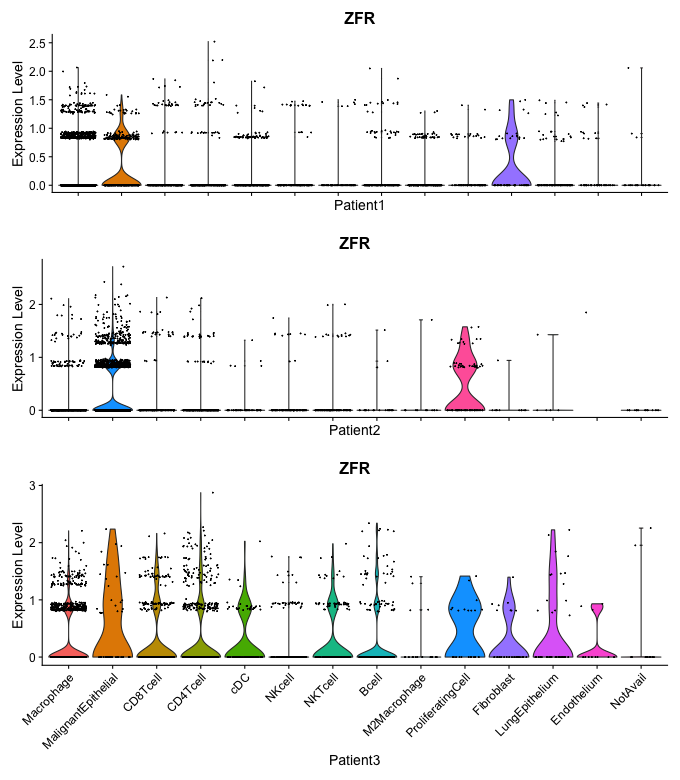 ZFR
Expression Level
2.5
2.0
1.5
1.0
0.5
0.0
Patient1
ZFR
Expression Level
2
1
0
Patient2
ZFR
Expression Level
3
2
1
0
Macrophage
MalignantEpithelial
CD8Tcell
CD4Tcell
cDC
NKcell
NKTcell
Bcell
M2Macrophage
ProliferatingCell
Fibroblast
LungEpithelium
Endothelium
NotAvail
Patient3